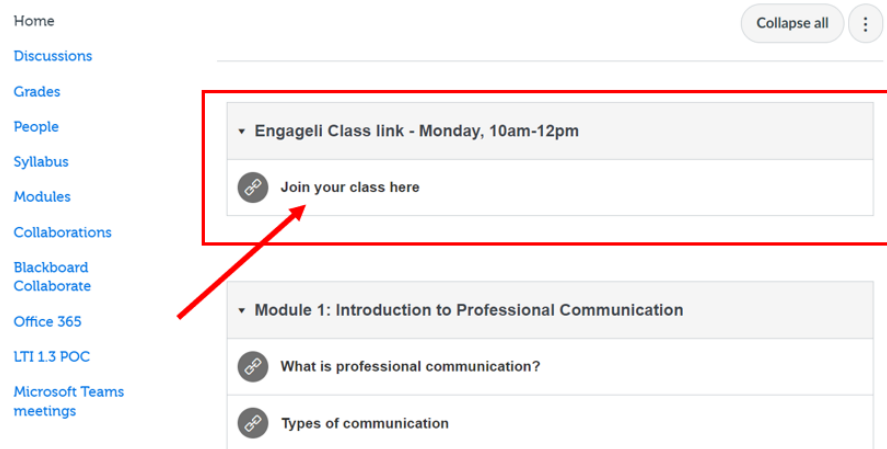 Home
Discussions
Grades
People
Syllabus
Modules
Collaborations
Blackboard
Collaborate
Office 365
LTI 1.3 POC
Microsoft Teams
meetings
Collapse all
Engageli Class link - Monday, 10am-12pm
Join your class here
Module 1: Introduction to Professional Communication
What is professional communication?
Types of communication